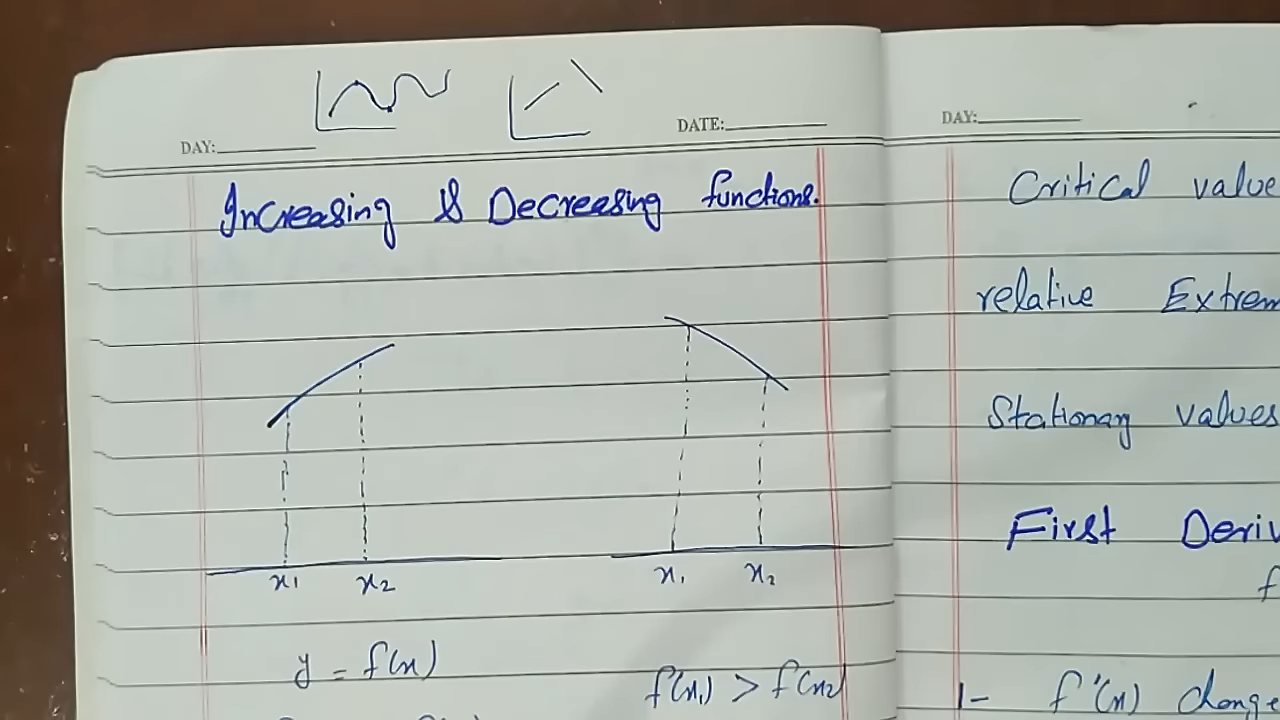 DAY:
DATE:
Increasing & Decreasing functions.
x1 x2
x1 x2
y = f(x)
f(x1) > f(x2)
DAY:
Critical value
relative Extrem
Stationary values
First Deriv
f
1- f'(x) change